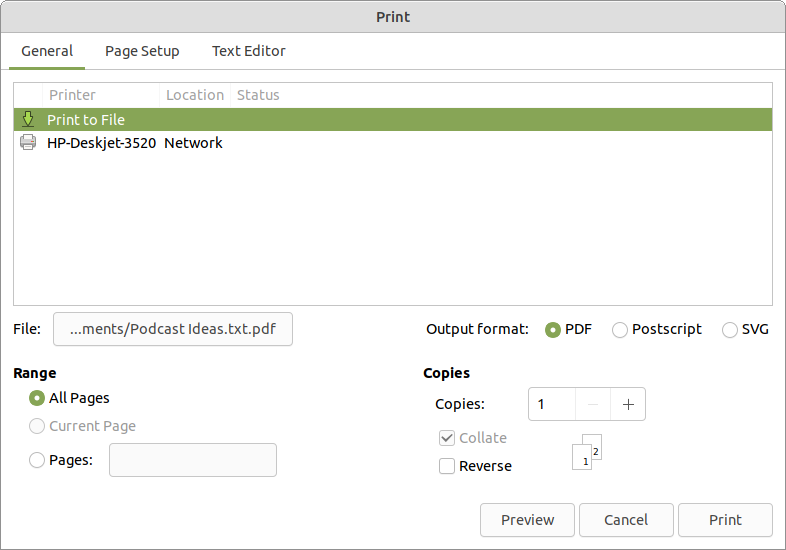 Print
General Page Setup Text Editor
Printer Location Status
Print to File
HP-Deskjet-3520 Network
File: ...ments/Podcast Ideas.txt.pdf Output format: PDF Postscript SVG
Range Copies
All Pages Copies: 1
Current Page Collate
Pages: Reverse
1 2
Preview Cancel Print